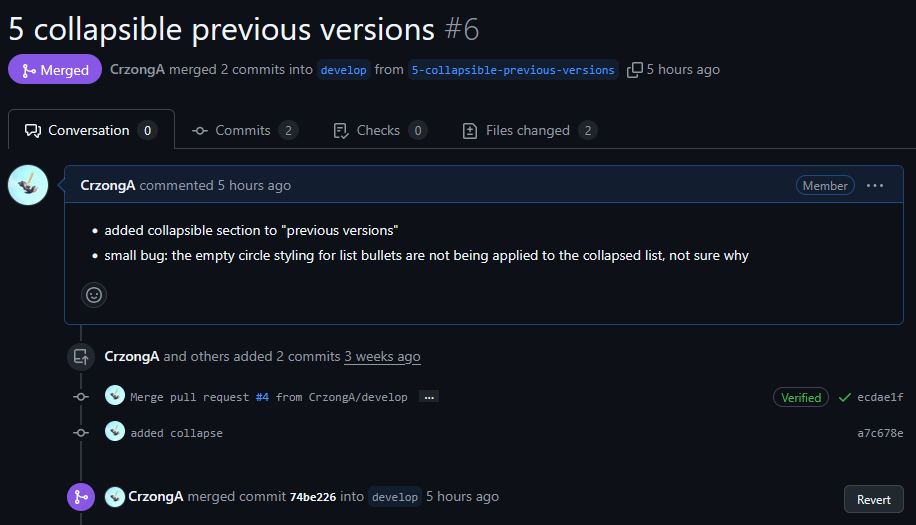 5 collapsible previous versions #6
Merged CrzongA merged 2 commits into develop from 5-collapsible-previous-versions 5 hours ago
Conversation 0 Commits 2 Checks 0 Files changed 2
CrzongA commented 5 hours ago Member ...
• added collapsible section to "previous versions"
• small bug: the empty circle styling for list bullets are not being applied to the collapsed list, not sure why
CrzongA and others added 2 commits 3 weeks ago
Merge pull request #4 from CrzongA/develop ... Verified ecdae1f
added collapse a7c678e
CrzongA merged commit 74be226 into develop 5 hours ago Revert